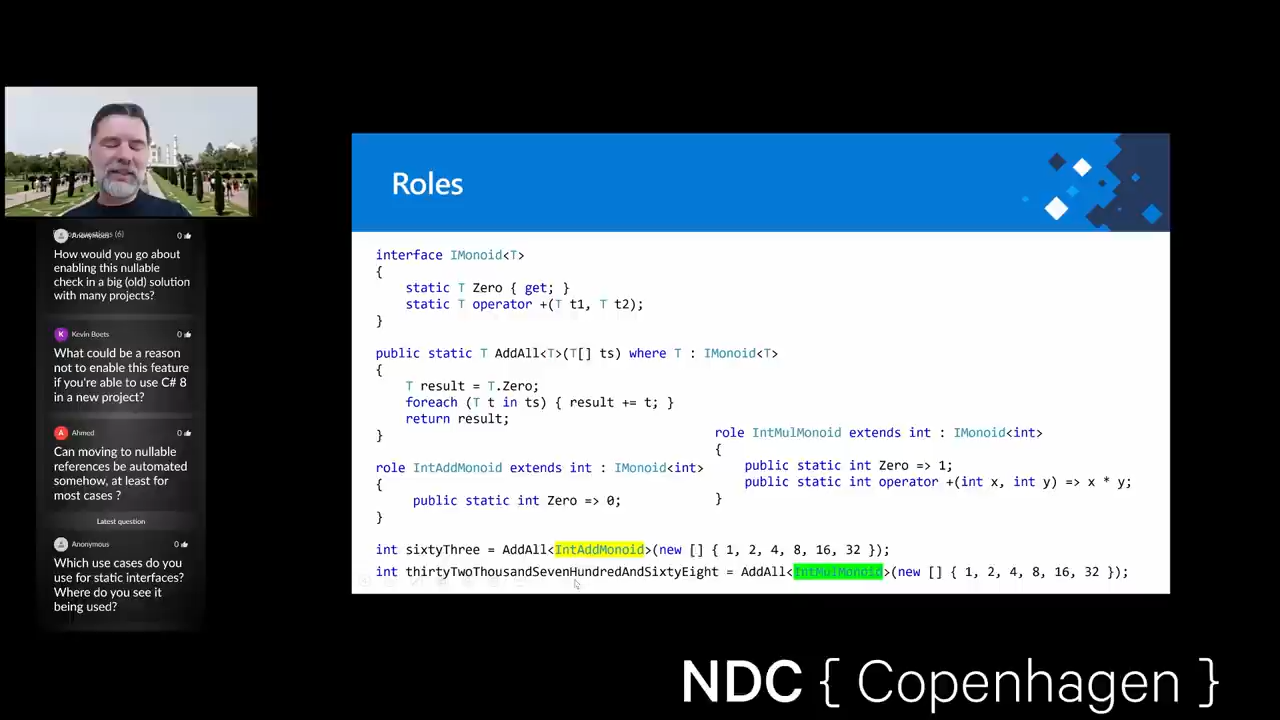 questions (6)
Anonymous 0
How would you go about
enabling this nullable
check in a big (old) solution
with many projects?
K Kevin Boets 0
What could be a reason
not to enable this feature
if you're able to use C# 8
in a new project?
A Ahmed 0
Can moving to nullable
references be automated
somehow, at least for
most cases ?
Latest question
Anonymous 0
Which use cases do you
use for static interfaces?
Where do you see it
being used?
Roles
interface IMonoid<T>
{
static T Zero { get; }
static T operator +(T t1, T t2);
}
public static T AddAll<T>(T[] ts) where T : IMonoid<T>
{
T result = T.Zero;
foreach (T t in ts) { result += t; }
return result;
}
role IntAddMonoid extends int : IMonoid<int>
{
public static int Zero => 0;
}
role IntMulMonoid extends int : IMonoid<int>
{
public static int Zero => 1;
public static int operator +(int x, int y) => x * y;
}
int sixtyThree = AddAll<IntAddMonoid>(new [] { 1, 2, 4, 8, 16, 32 });
int thirtyTwoThousandSevenHundredAndSixtyEight = AddAll<IntMulMonoid>(new [] { 1, 2, 4, 8, 16, 32 });
NDC { Copenhagen }